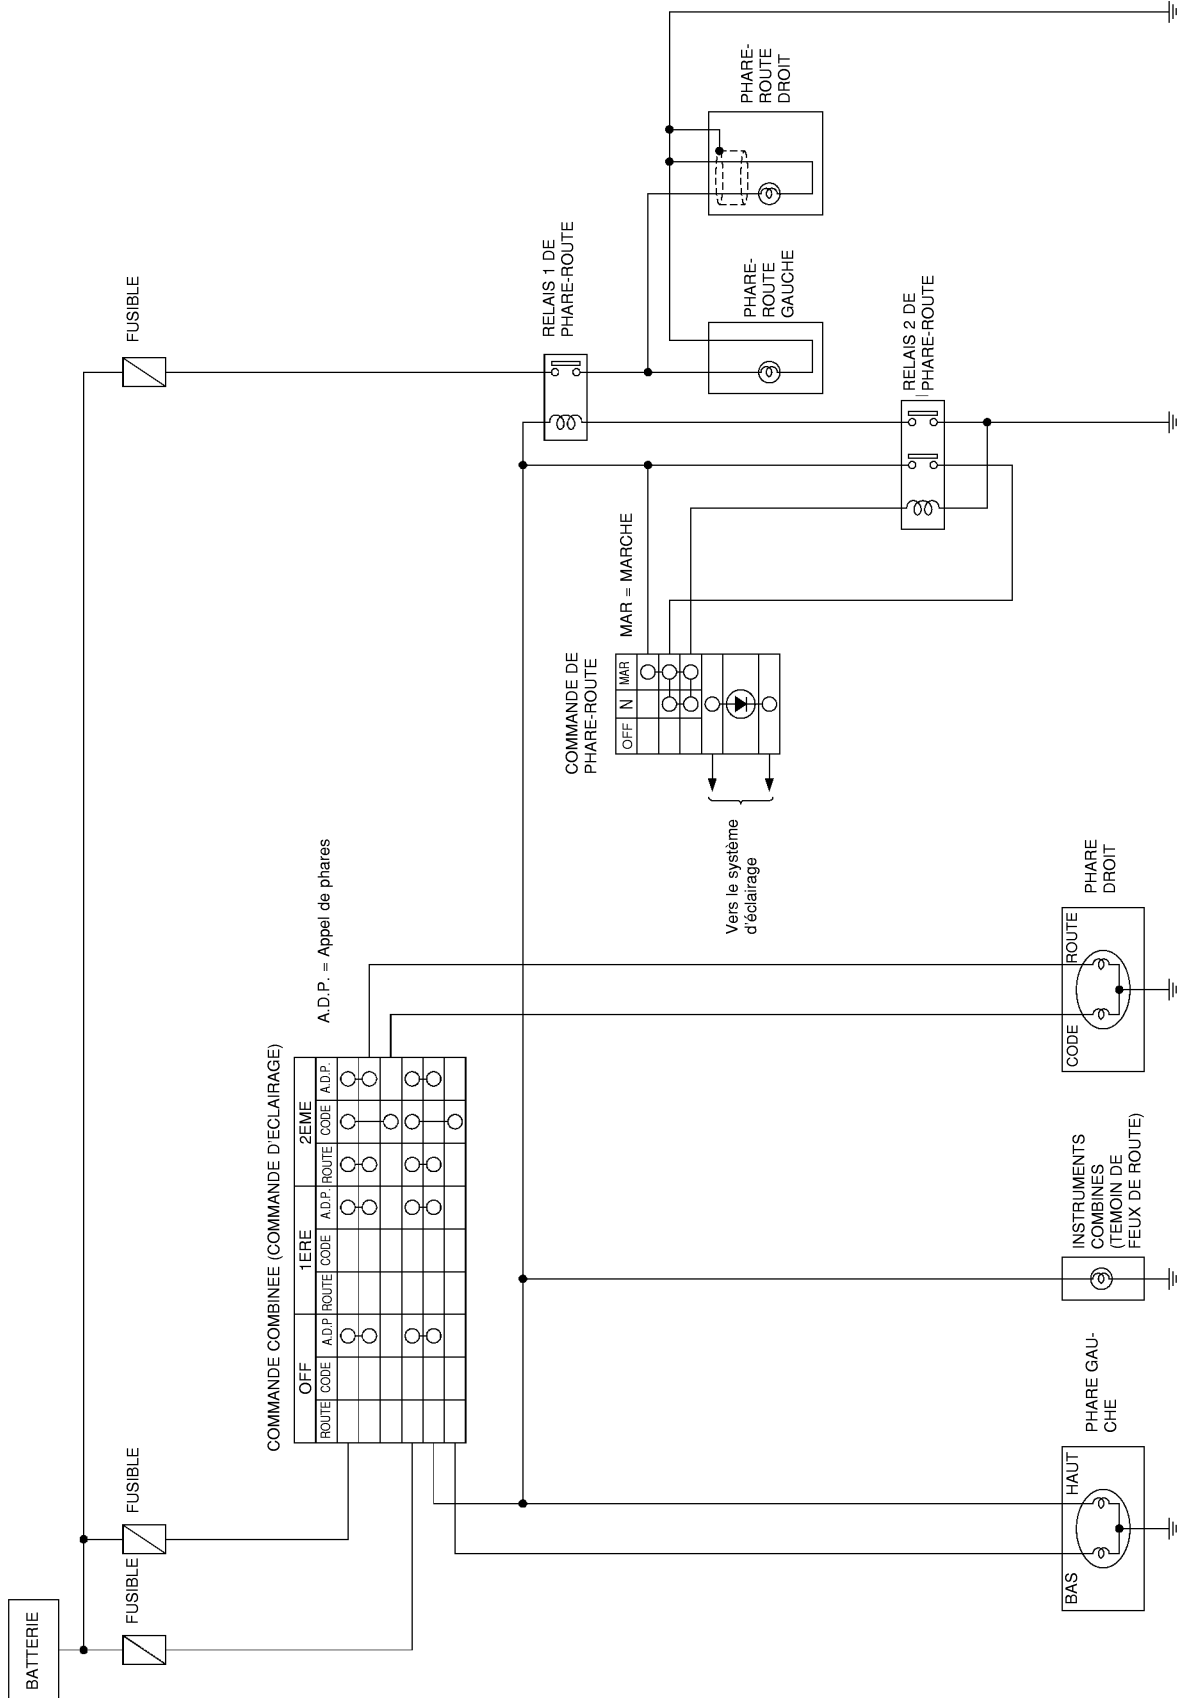 BATTERIE
FUSIBLE
FUSIBLE
FUSIBLE
COMMANDE COMBINEE (COMMANDE D'ECLAIRAGE)
OFF
1ERE
2EME
ROUTE
CODE
A.D.P
ROUTE
CODE
A.D.P.
ROUTE
CODE
A.D.P.
A.D.P. = Appel de phares
COMMANDE DE
PHARE-ROUTE
OFF
N
MAR
MAR = MARCHE
Vers le système
d'éclairage
RELAIS 1 DE
PHARE-ROUTE
PHARE-
ROUTE
GAUCHE
PHARE-
ROUTE
DROIT
RELAIS 2 DE
PHARE-ROUTE
BAS
HAUT
PHARE GAU-
CHE
INSTRUMENTS
COMBINES
(TEMOIN DE
FEUX DE ROUTE)
CODE
ROUTE
PHARE
DROIT